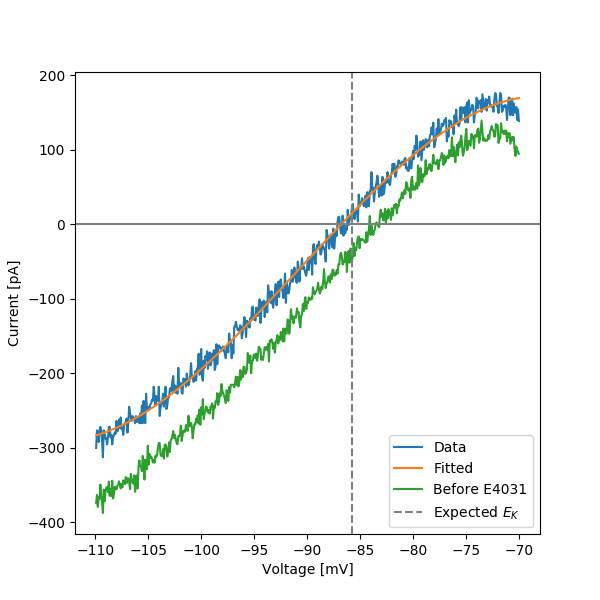 200
100
0
−100
−200
−300
−400
Current [pA]
−110
−105
−100
−95
−90
−85
−80
−75
−70
Voltage [mV]
Data
Fitted
Before E4031
Expected E_K